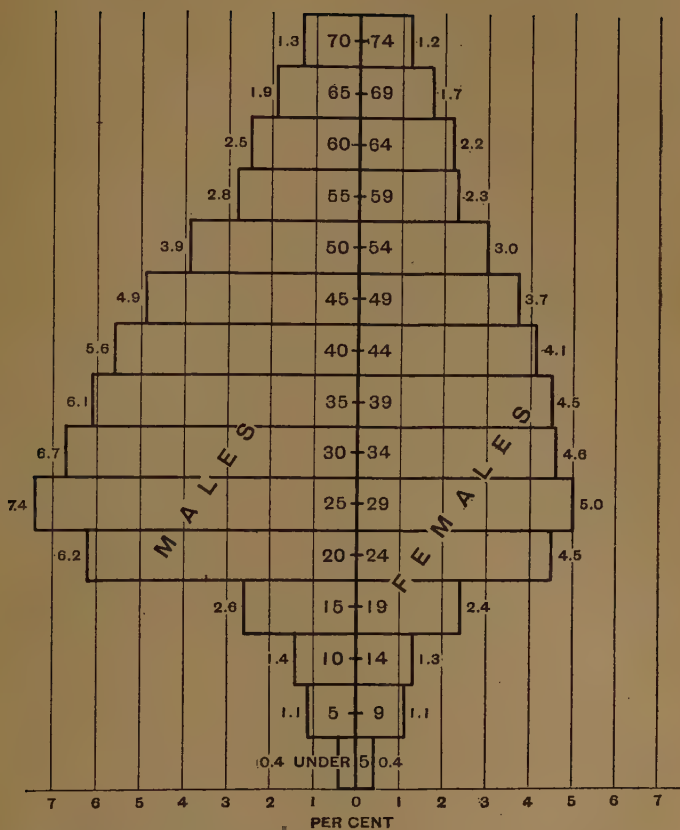 1.3 70 74 1.2
1.9 65 69 1.7
2.5 60 64 2.2
2.8 55 59 2.3
3.9 50 54 3.0
4.9 45 49 3.7
5.6 40 44 4.1
6.1 35 39 4.5
6.7 30 34 4.6
7.4 25 29 5.0
6.2 20 24 4.5
2.6 15 19 2.4
1.4 10 14 1.3
1.1 5 9 1.1
0.4 UNDER 5 0.4
MALES
FEMALES
7 6 5 4 3 2 1 0 1 2 3 4 5 6 7
PER CENT